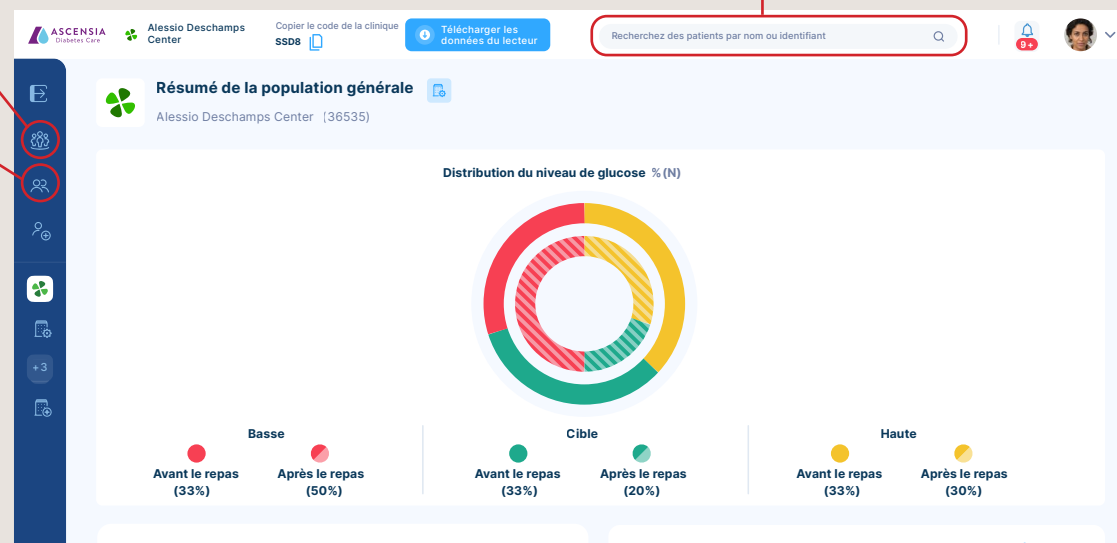 ASCENSIA
Diabetes Care
Alessio Deschamps
Center
Copier le code de la clinique
SSD8
Télécharger les
données du lecteur
Recherchez des patients par nom ou identifiant
9+
Résumé de la population générale
Alessio Deschamps Center (36535)
Distribution du niveau de glucose %(N)
+3
Basse
Cible
Haute
Avant le repas
Après le repas
Avant le repas
Après le repas
Avant le repas
Après le repas
(33%)
(50%)
(33%)
(20%)
(33%)
(30%)